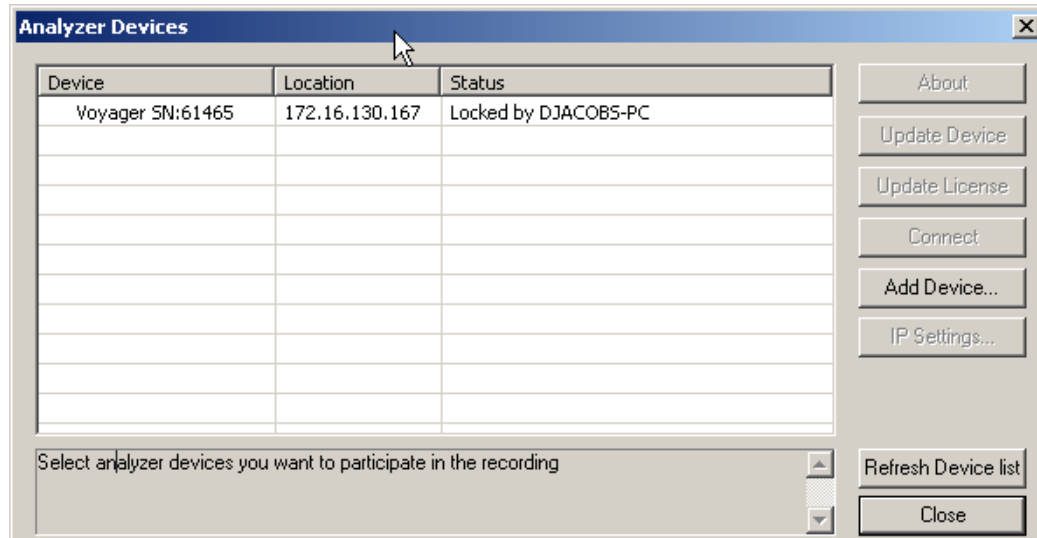 Analyzer Devices
Device Location Status
Voyager SN:61465 172.16.130.167 Locked by DJACOBS-PC
About
Update Device
Update License
Connect
Add Device...
IP Settings...
Select analyzer devices you want to participate in the recording
Refresh Device list
Close